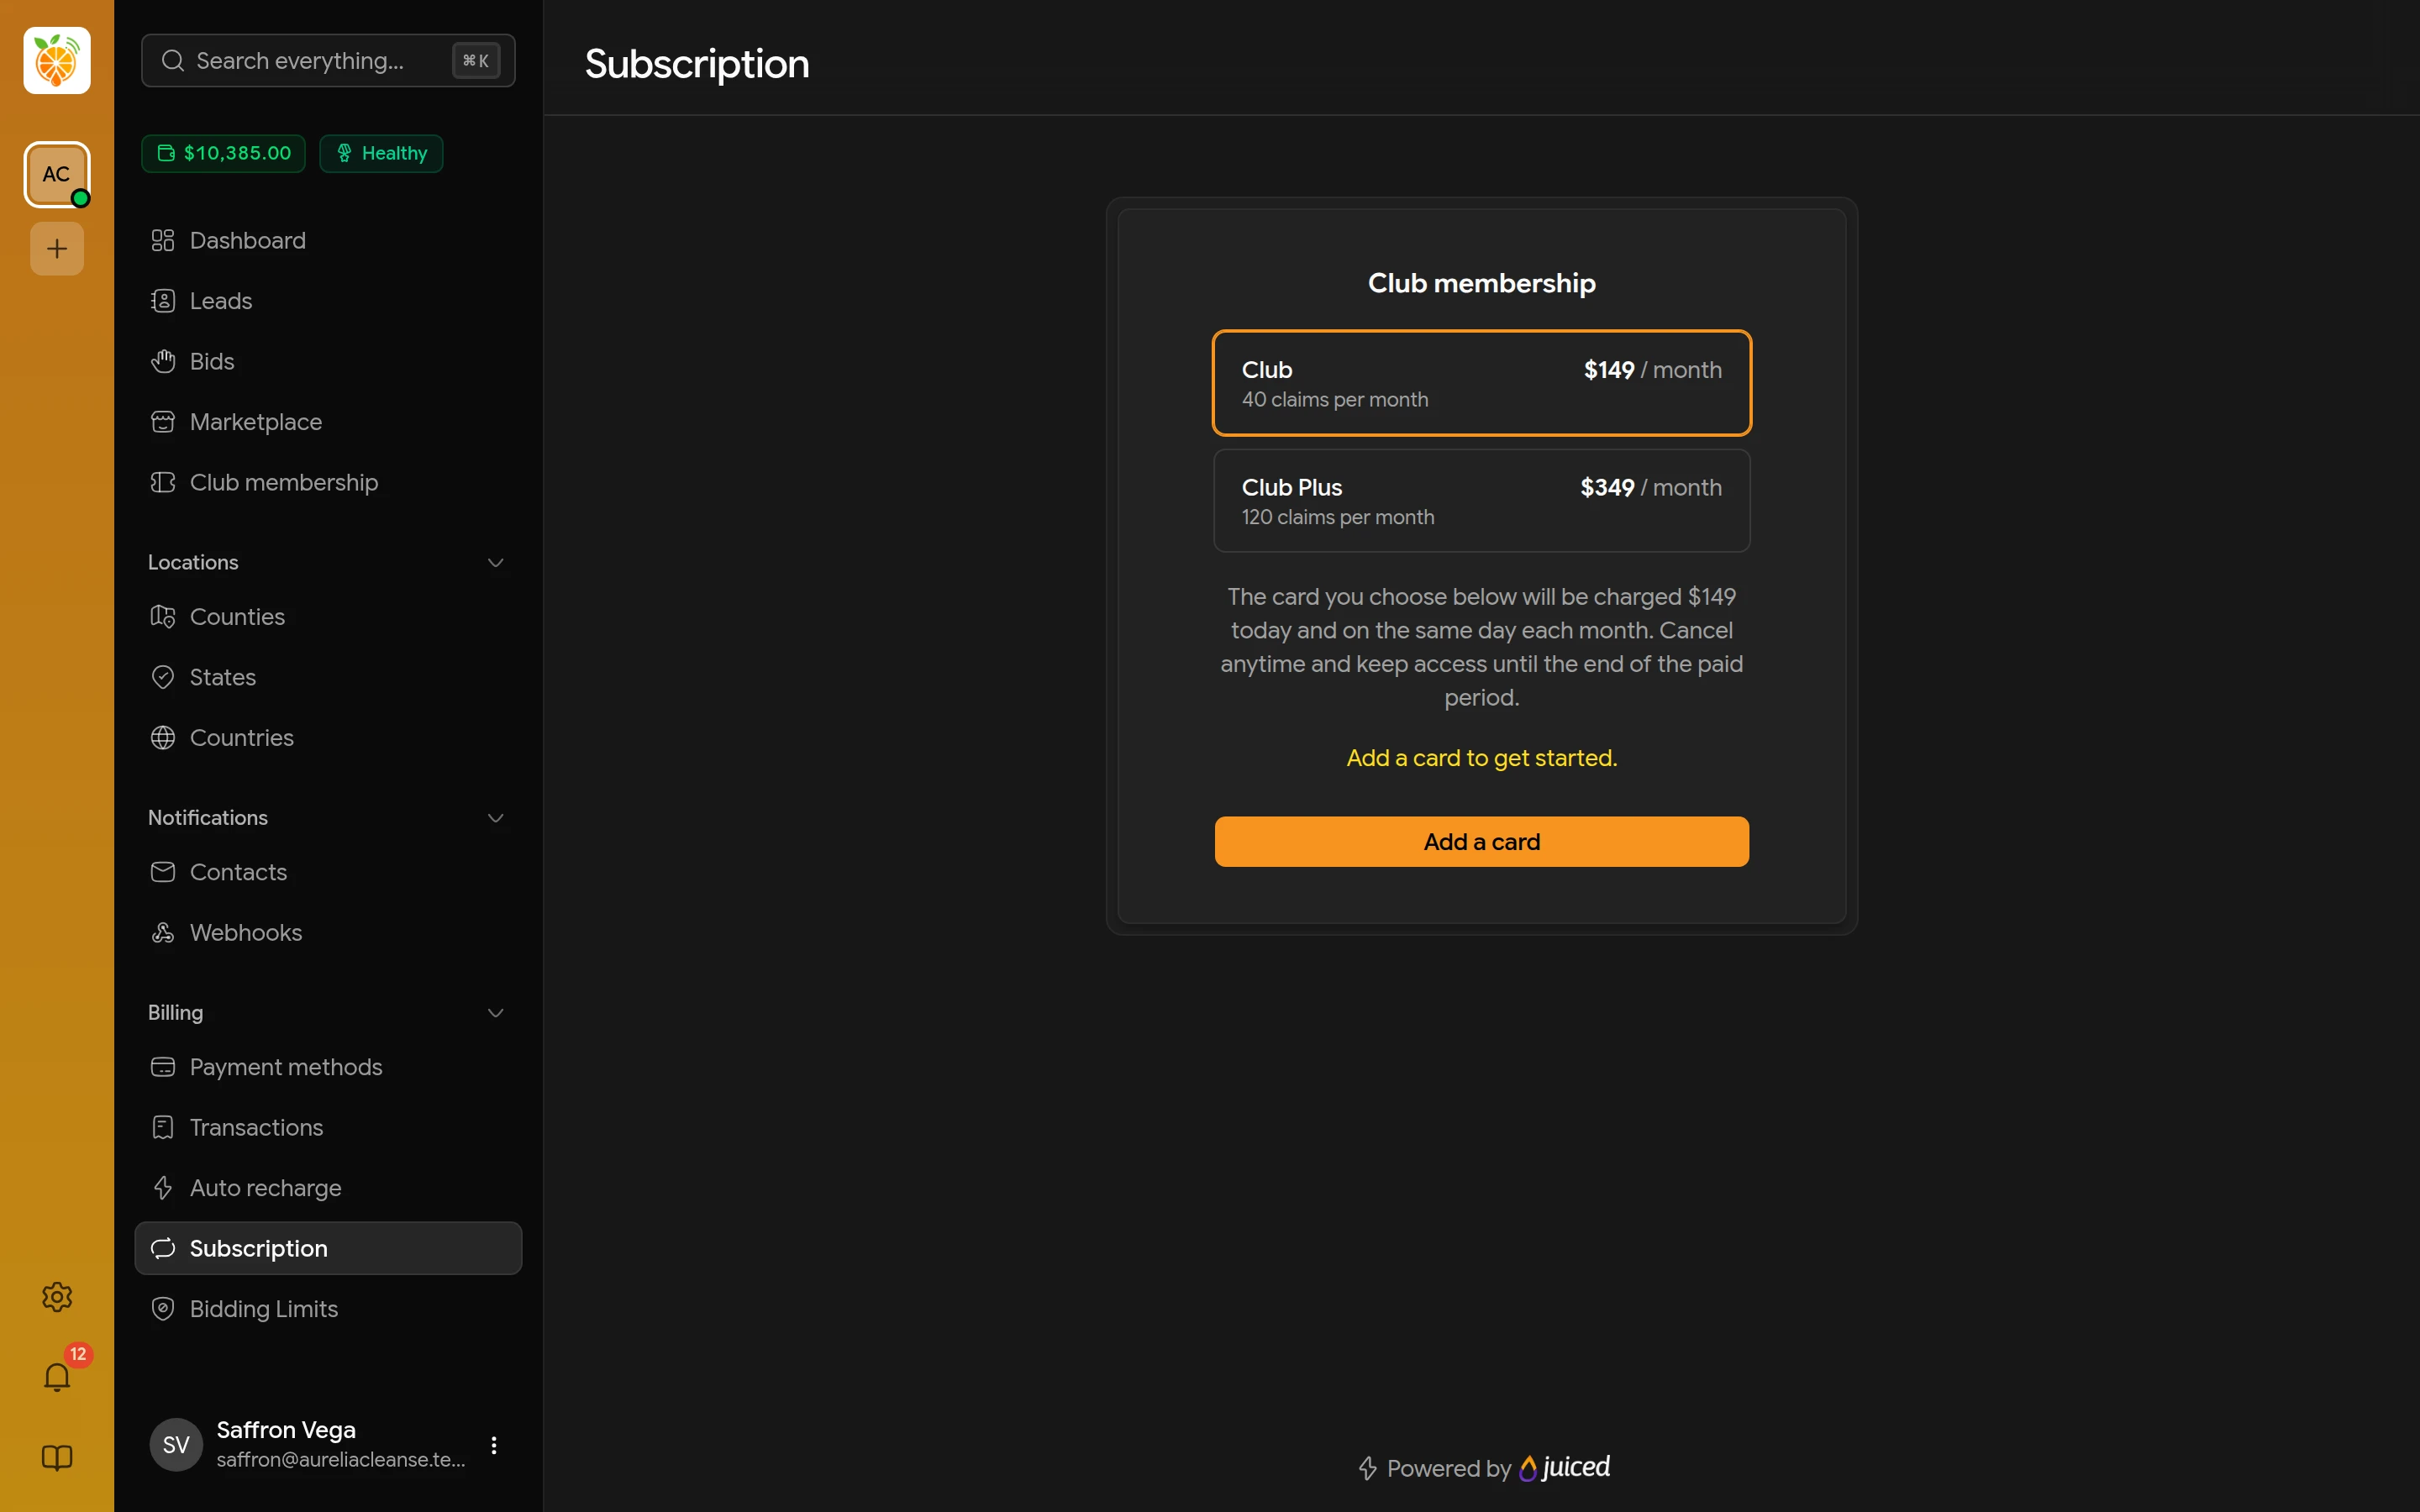 Search everything...
⌘K
$10,385.00
Healthy
AC
Dashboard
Leads
Bids
Marketplace
Club membership
Locations
Counties
States
Countries
Notifications
Contacts
Webhooks
Billing
Payment methods
Transactions
Auto recharge
Subscription
Bidding Limits
12
SV
Saffron Vega
saffron@aureliacleanse.te...
Subscription
Club membership
Club
$149 / month
40 claims per month
Club Plus
$349 / month
120 claims per month
The card you choose below will be charged $149
today and on the same day each month. Cancel
anytime and keep access until the end of the paid
period.
Add a card to get started.
Add a card
Powered by juiced